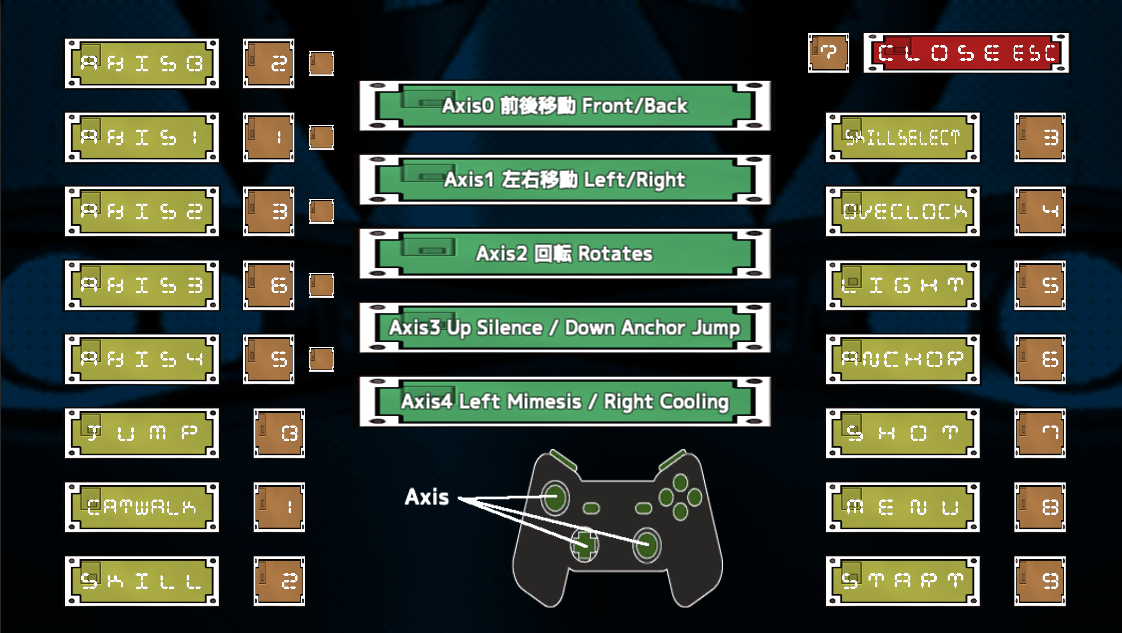 AXIS0 2
AXIS1 1
AXIS2 3
AXIS3 6
AXIS4 5
JUMP 0
CATWALK 1
SKILL 2
Axis0 前後移動 Front/Back
Axis1 左右移動 Left/Right
Axis2 回転 Rotates
Axis3 Up Silence / Down Anchor Jump
Axis4 Left Mimesis / Right Cooling
Axis
? CLOSE ESC
SKILLSELECT 3
OVECLOCK 4
LIGHT 5
ANCHOR 6
SHOT 7
MENU 8
START 9